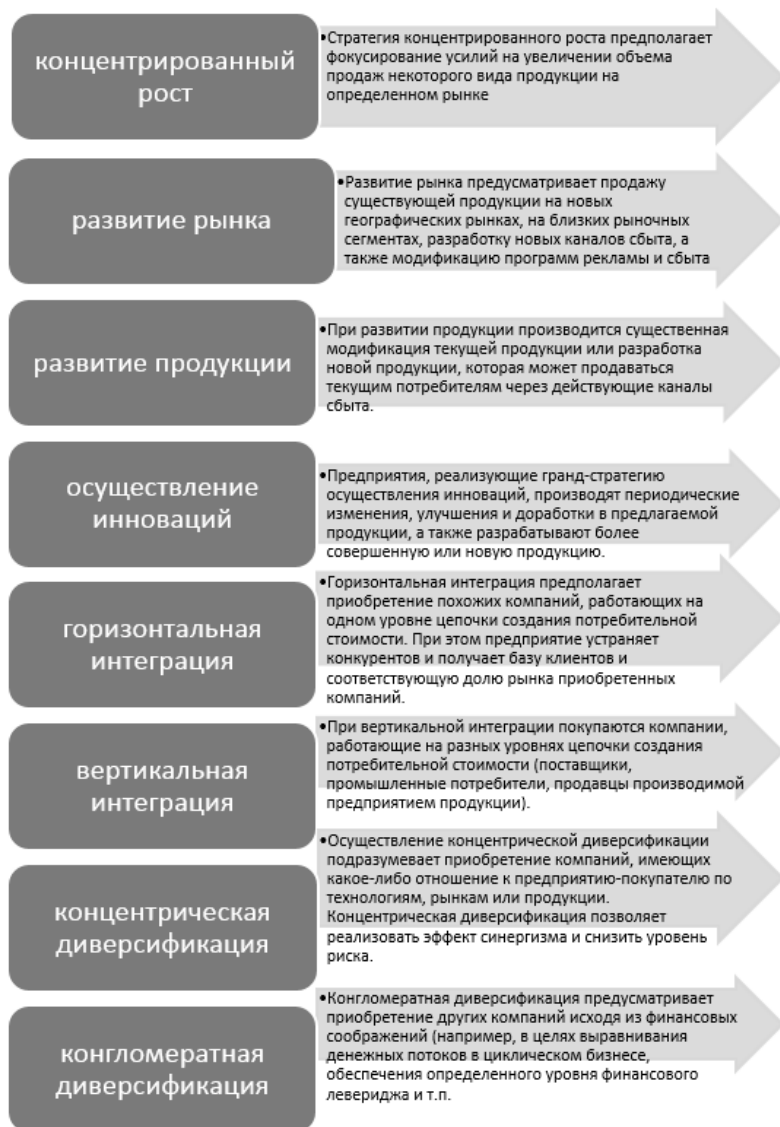 концентрированный
рост
•Стратегия концентрированного роста предполагает
фокусирование усилий на увеличении объема
продаж некоторого вида продукции на
определенном рынке
развитие рынка
•Развитие рынка предусматривает продажу
существующей продукции на новых
географических рынках, на близких рыночных
сегментах, разработку новых каналов сбыта, а
также модификацию программ рекламы и сбыта
развитие продукции
•При развитии продукции производится существенная
модификация текущей продукции или разработка
новой продукции, которая может продаваться
текущим потребителям через действующие каналы
сбыта.
осуществление
инноваций
•Предприятия, реализующие гранд-стратегию
осуществления инноваций, производят периодические
изменения, улучшения и доработки в предлагаемой
продукции, а также разрабатывают более
совершенную или новую продукцию.
горизонтальная
интеграция
•Горизонтальная интеграция предполагает
приобретение похожих компаний, работающих на
одном уровне цепочки создания потребительной
стоимости. При этом предприятие устраняет
конкурентов и получает базу клиентов и
соответствующую долю рынка приобретенных
компаний.
вертикальная
интеграция
•При вертикальной интеграции покупаются компании,
работающие на разных уровнях цепочки создания
потребительной стоимости (поставщики,
промышленные потребители, продавцы производимой
предприятием продукции).
концентрическая
диверсификация
•Осуществление концентрической диверсификации
подразумевает приобретение компаний, имеющих
какое-либо отношение к предприятию-покупателю по
технологиям, рынкам или продукции.
Концентрическая диверсификация позволяет
реализовать эффект синергизма и снизить уровень
риска.
конгломератная
диверсификация
•Конгломератная диверсификация предусматривает
приобретение других компаний исходя из финансовых
соображений (например, в целях выравнивания
денежных потоков в циклическом бизнесе,
обеспечения определенного уровня финансового
левериджа и т.п.